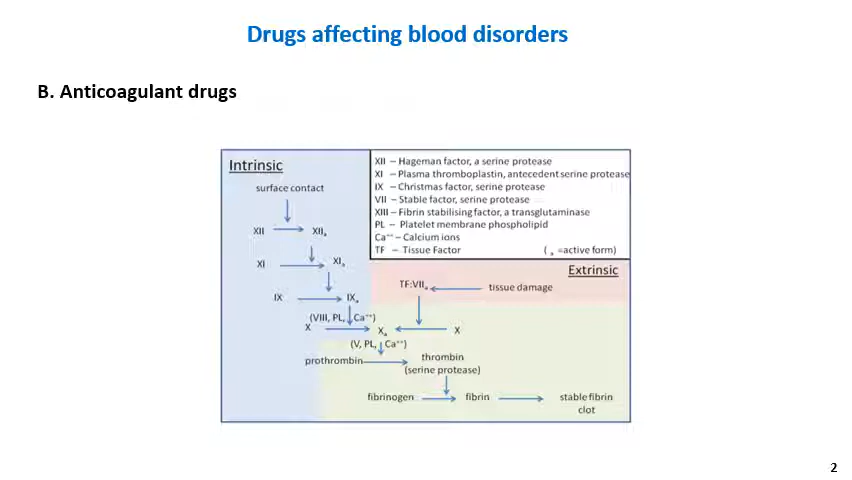 Drugs affecting blood disorders
B. Anticoagulant drugs
Intrinsic
surface contact
XII
XIIₐ
XI
XIₐ
IX
IXₐ
(VIII, PL, Ca⁺⁺)
X
Xₐ
X
(V, PL, Ca⁺⁺)
prothrombin
thrombin
(serine protease)
fibrinogen
fibrin
stable fibrin
clot
XII – Hageman factor, a serine protease
XI – Plasma thromboplastin, antecedent serine protease
IX – Christmas factor, serine protease
VII – Stable factor, serine protease
XIII – Fibrin stabilising factor, a transglutaminase
PL – Platelet membrane phospholipid
Ca⁺⁺ – Calcium ions
TF – Tissue Factor (ₐ =active form)
Extrinsic
TF:VIIₐ
tissue damage
2